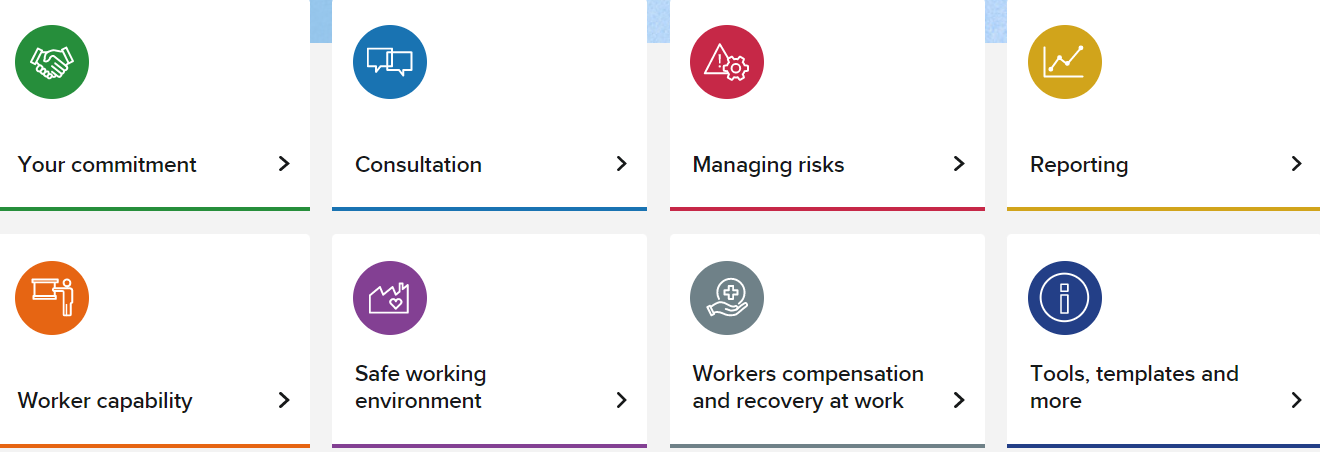 Your commitment
Consultation
Managing risks
Reporting
Worker capability
Safe working
environment
Workers compensation
and recovery at work
Tools, templates and
more